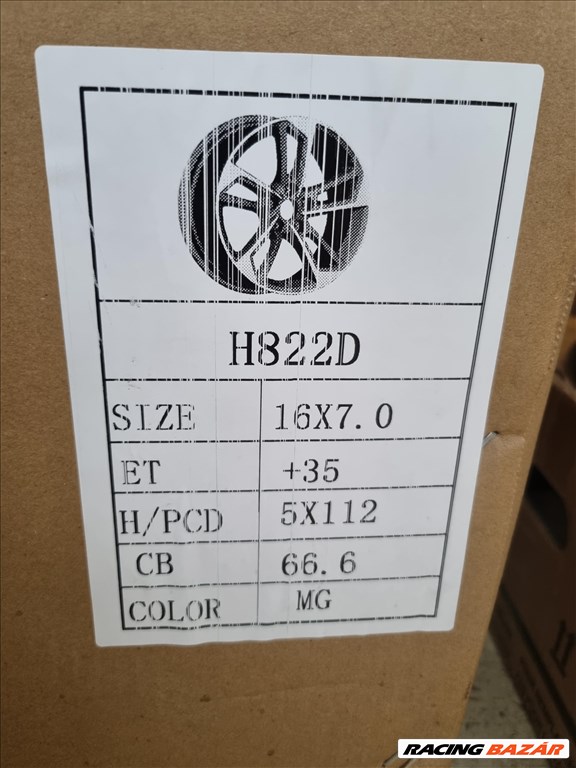 H822D
SIZE 16X7.0
ET +35
H/PCD 5X112
CB 66.6
COLOR MG
RACING BAZÁR